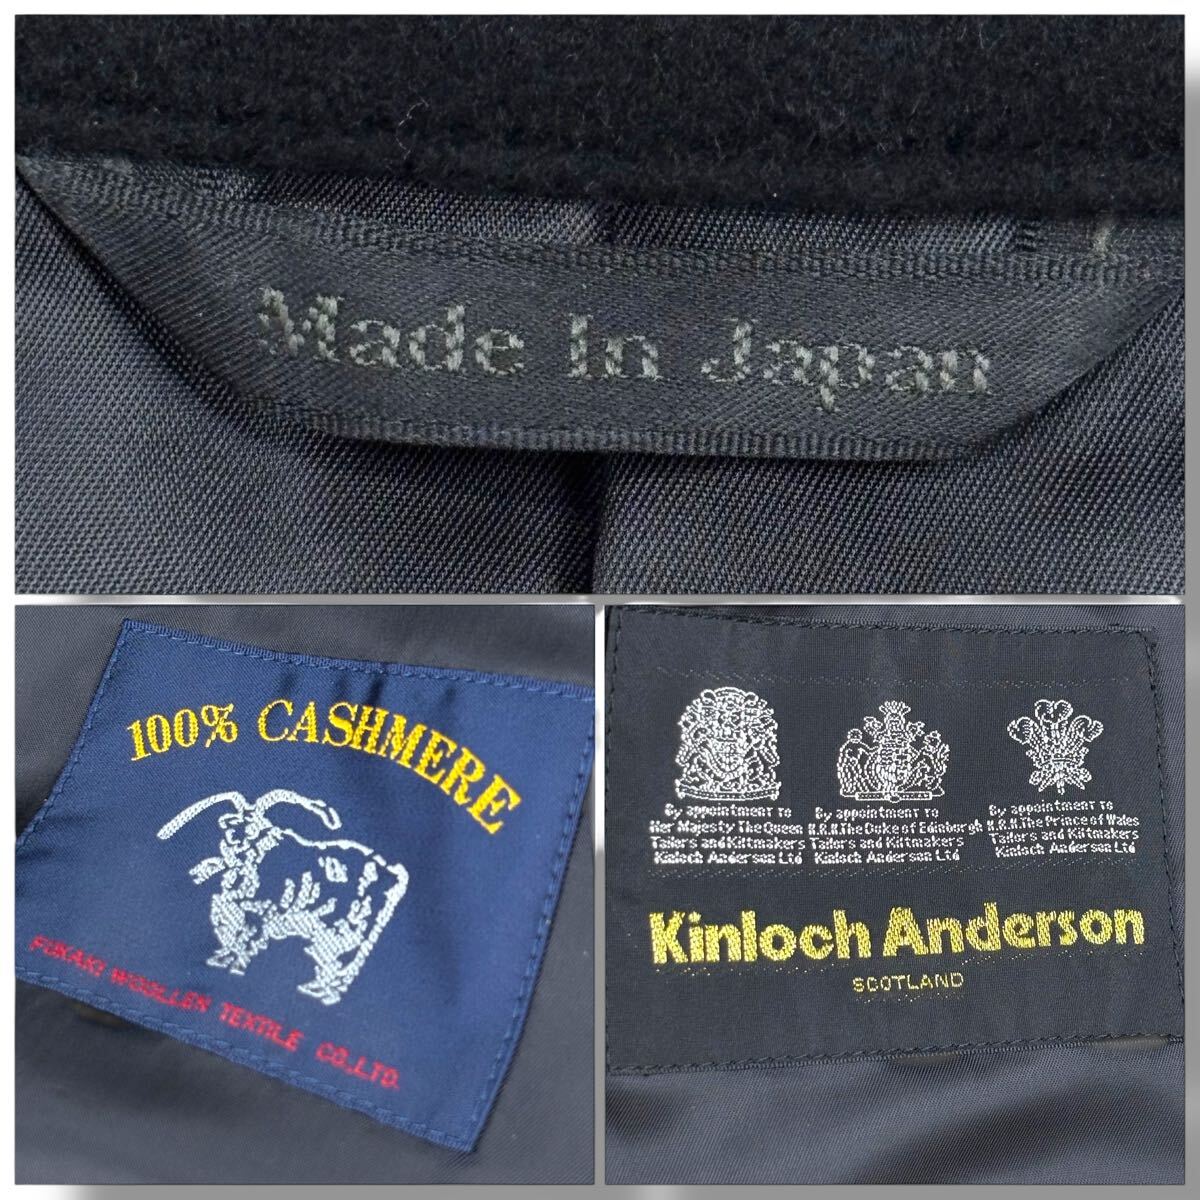 Made In Japan
100% CASHMERE
FUKAKI WOOLLEN TEXTILE CO.,LTD.
By appointment To
Her Majesty The Queen
Tailors and Kiltmakers
Kinloch Anderson Ltd
By appointment To
H.R.H.The Duke of Edinburgh
Tailors and Kiltmakers
Kinloch Anderson Ltd
By appointment To
H.R.H.The Prince of Wales
Tailors and Kiltmakers
Kinloch Anderson Ltd
Kinloch Anderson
SCOTLAND